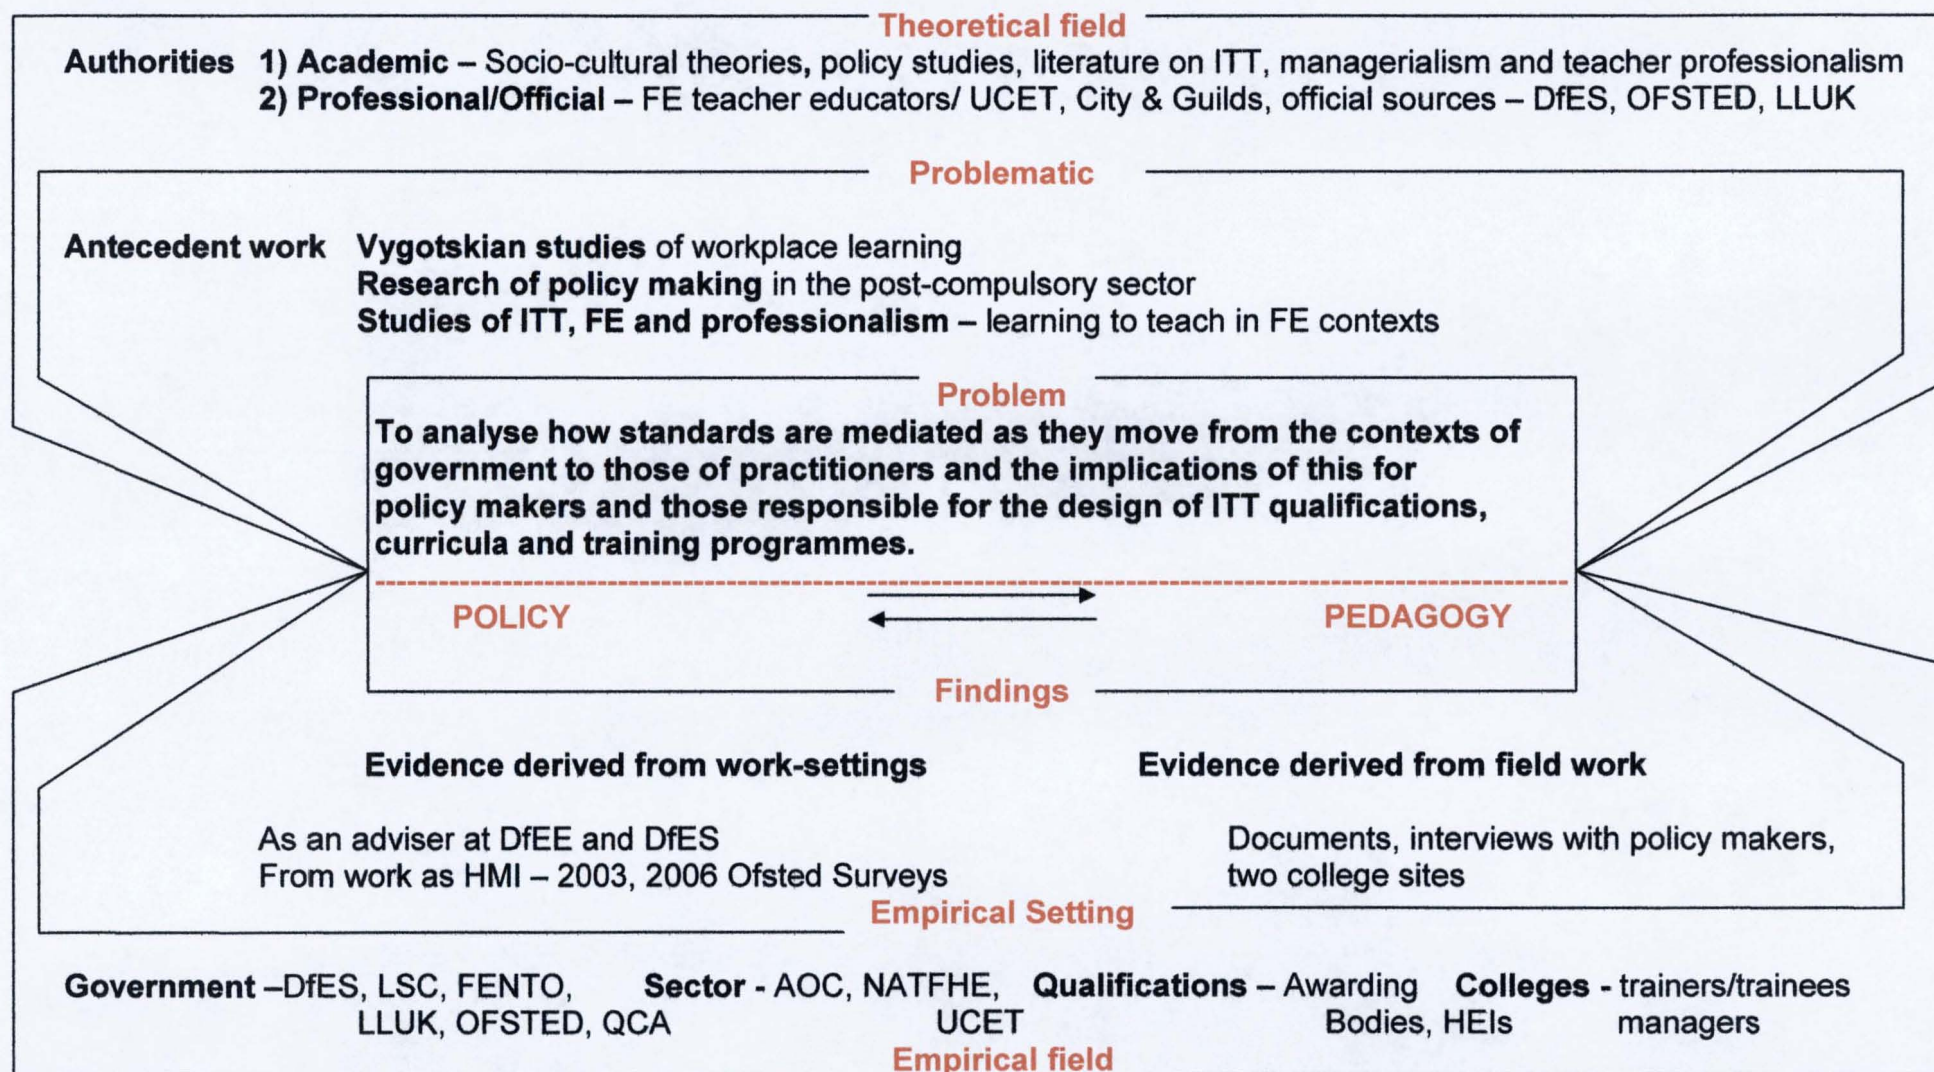 Theoretical field
Authorities 1) Academic – Socio-cultural theories, policy studies, literature on ITT, managerialism and teacher professionalism
2) Professional/Official – FE teacher educators/ UCET, City & Guilds, official sources – DfES, OFSTED, LLUK
Problematic
Antecedent work Vygotskian studies of workplace learning
Research of policy making in the post-compulsory sector
Studies of ITT, FE and professionalism – learning to teach in FE contexts
Problem
To analyse how standards are mediated as they move from the contexts of
government to those of practitioners and the implications of this for
policy makers and those responsible for the design of ITT qualifications,
curricula and training programmes.
POLICY PEDAGOGY
Findings
Evidence derived from work-settings Evidence derived from field work
As an adviser at DfEE and DfES
From work as HMI – 2003, 2006 Ofsted Surveys
Documents, interviews with policy makers,
two college sites
Empirical Setting
Government –DfES, LSC, FENTO,
LLUK, OFSTED, QCA
Sector - AOC, NATFHE,
UCET
Qualifications – Awarding
Bodies, HEIs
Colleges - trainers/trainees
managers
Empirical field